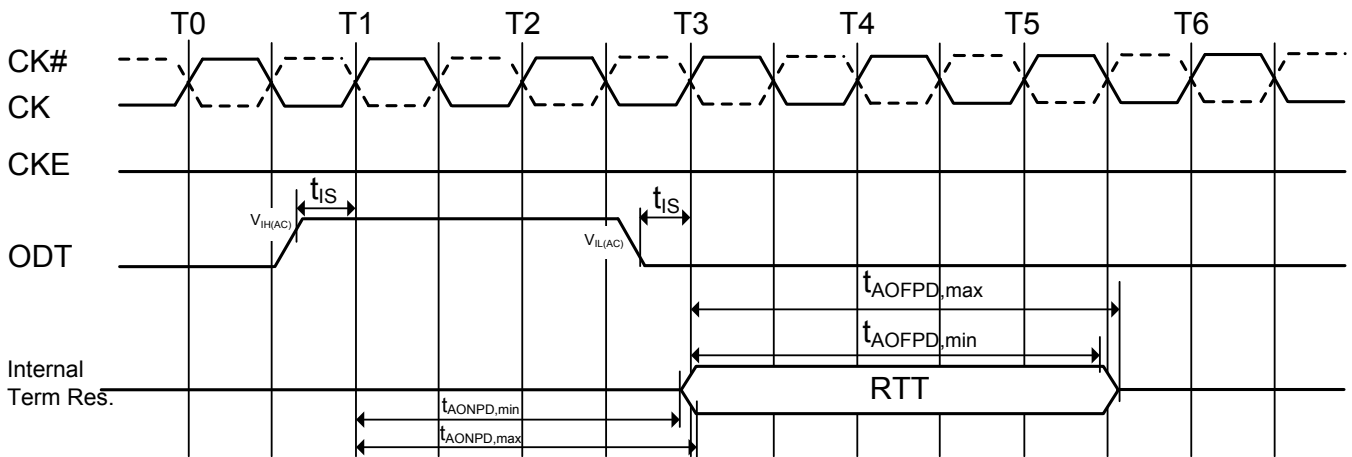 T0 T1 T2 T3 T4 T5 T6
CK#
CK
CKE
tIS
tIS
VIH(AC)
VIL(AC)
ODT
tAOFPD,max
tAOFPD,min
Internal
Term Res.
RTT
tAONPD,min
tAONPD,max